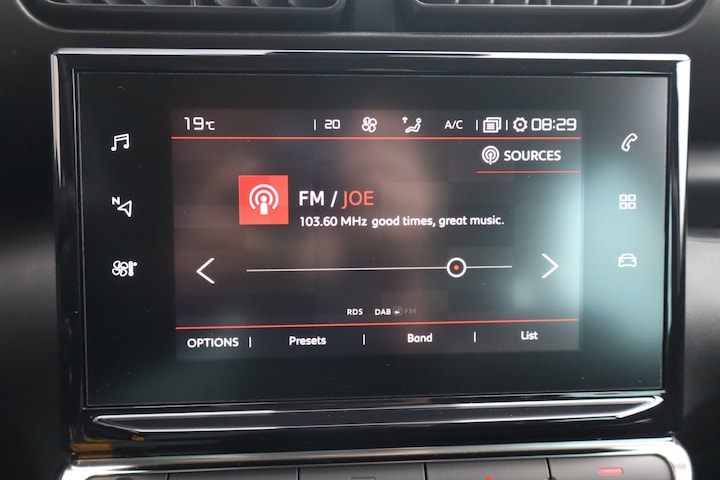 19°C | 20 A/C | | 08:29
SOURCES
N
FM / JOE
103.60 MHz good times, great music.
RDS DAB FM
OPTIONS | Presets | Band | List